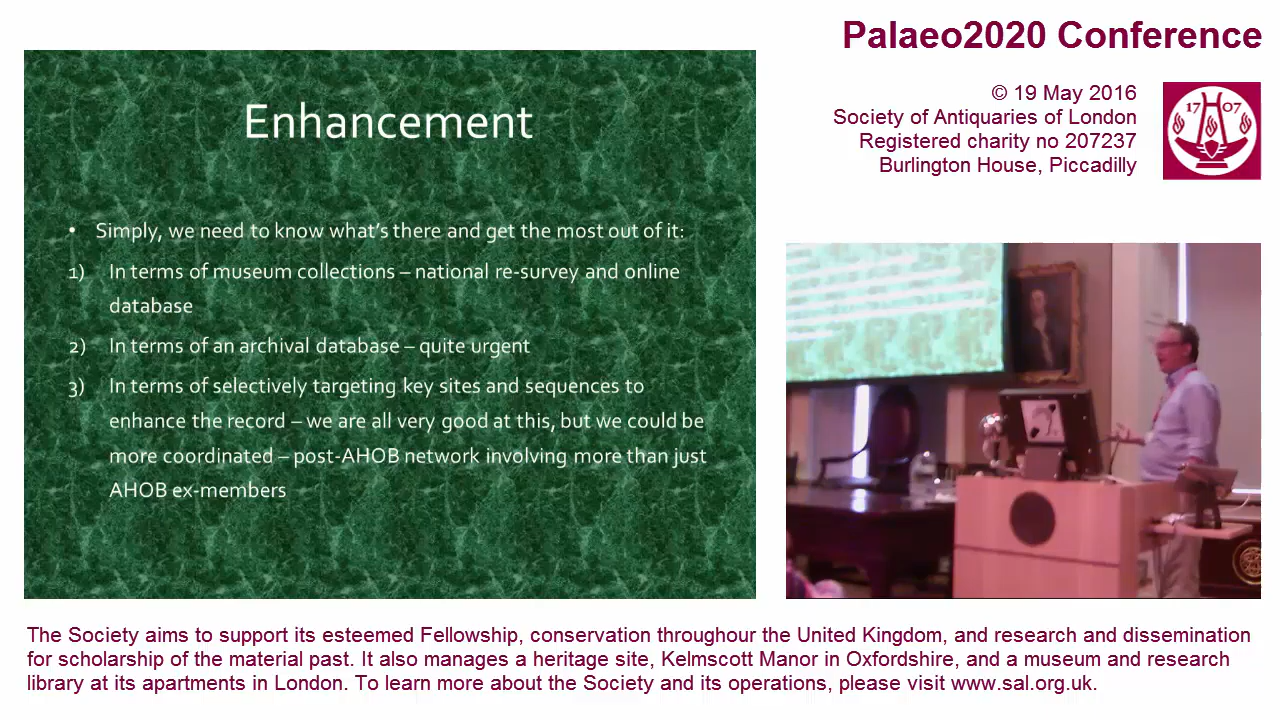 Palaeo2020 Conference
© 19 May 2016
Society of Antiquaries of London
Registered charity no 207237
Burlington House, Piccadilly
17 07
Enhancement
• Simply, we need to know what's there and get the most out of it:
1) In terms of museum collections – national re-survey and online
database
2) In terms of an archival database – quite urgent
3) In terms of selectively targeting key sites and sequences to
enhance the record – we are all very good at this, but we could be
more coordinated – post-AHOB network involving more than just
AHOB ex-members
The Society aims to support its esteemed Fellowship, conservation throughour the United Kingdom, and research and dissemination
for scholarship of the material past. It also manages a heritage site, Kelmscott Manor in Oxfordshire, and a museum and research
library at its apartments in London. To learn more about the Society and its operations, please visit www.sal.org.uk.